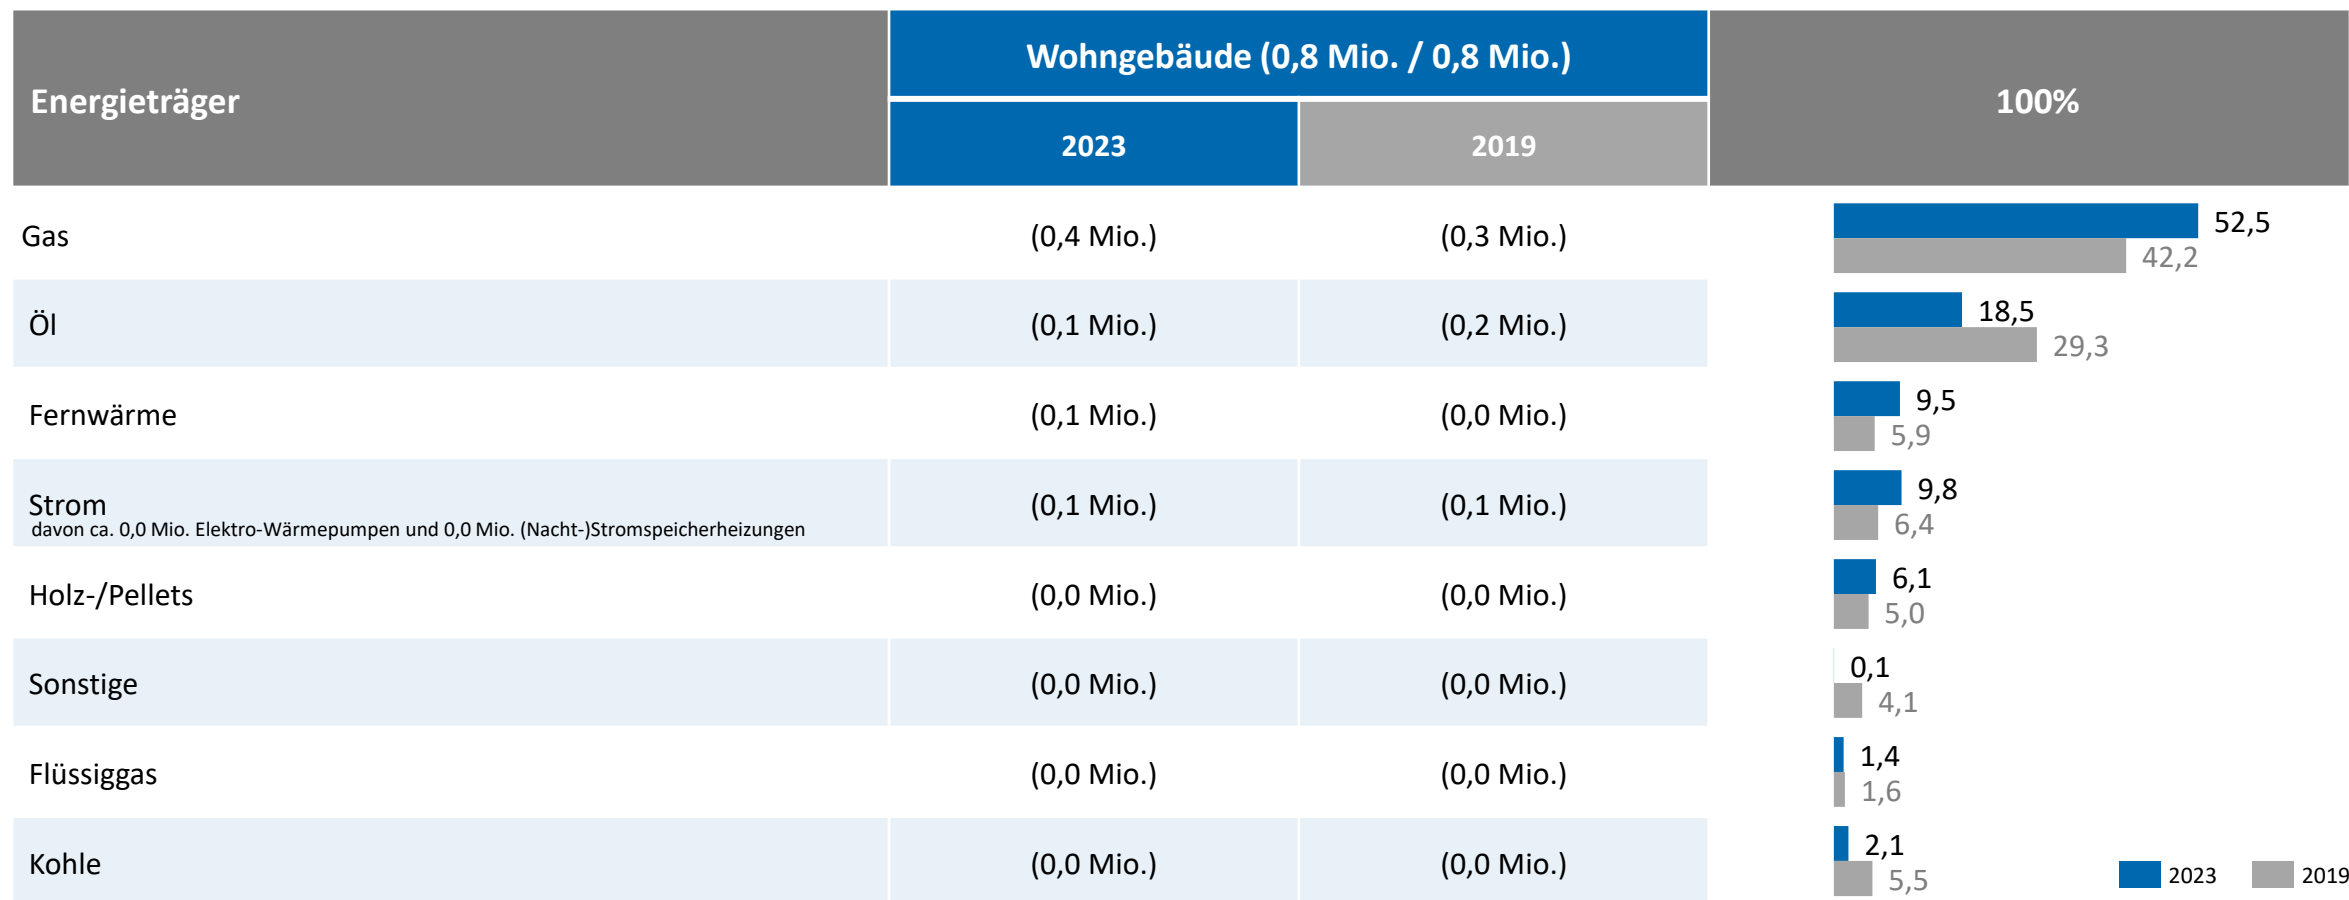 Energieträger
Wohngebäude (0,8 Mio. / 0,8 Mio.)
100%
2023
2019
Gas
(0,4 Mio.)
(0,3 Mio.)
52,5
42,2
Öl
(0,1 Mio.)
(0,2 Mio.)
18,5
29,3
Fernwärme
(0,1 Mio.)
(0,0 Mio.)
9,5
5,9
Strom
davon ca. 0,0 Mio. Elektro-Wärmepumpen und 0,0 Mio. (Nacht-)Stromspeicherheizungen
(0,1 Mio.)
(0,1 Mio.)
9,8
6,4
Holz-/Pellets
(0,0 Mio.)
(0,0 Mio.)
6,1
5,0
Sonstige
(0,0 Mio.)
(0,0 Mio.)
0,1
4,1
Flüssiggas
(0,0 Mio.)
(0,0 Mio.)
1,4
1,6
Kohle
(0,0 Mio.)
(0,0 Mio.)
2,1
5,5
2023
2019